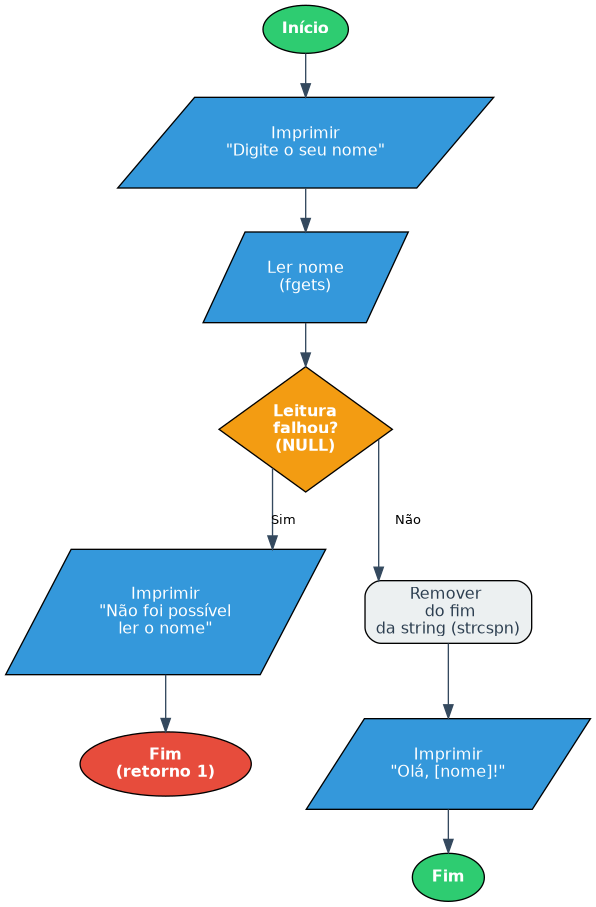 Início
Imprimir
"Digite o seu nome"
Ler nome
(fgets)
Leitura
falhou?
(NULL)
Sim
Não
Imprimir
"Não foi possível
ler o nome"
Remover
do fim
da string (strcspn)
Fim
(retorno 1)
Imprimir
"Olá, [nome]!"
Fim